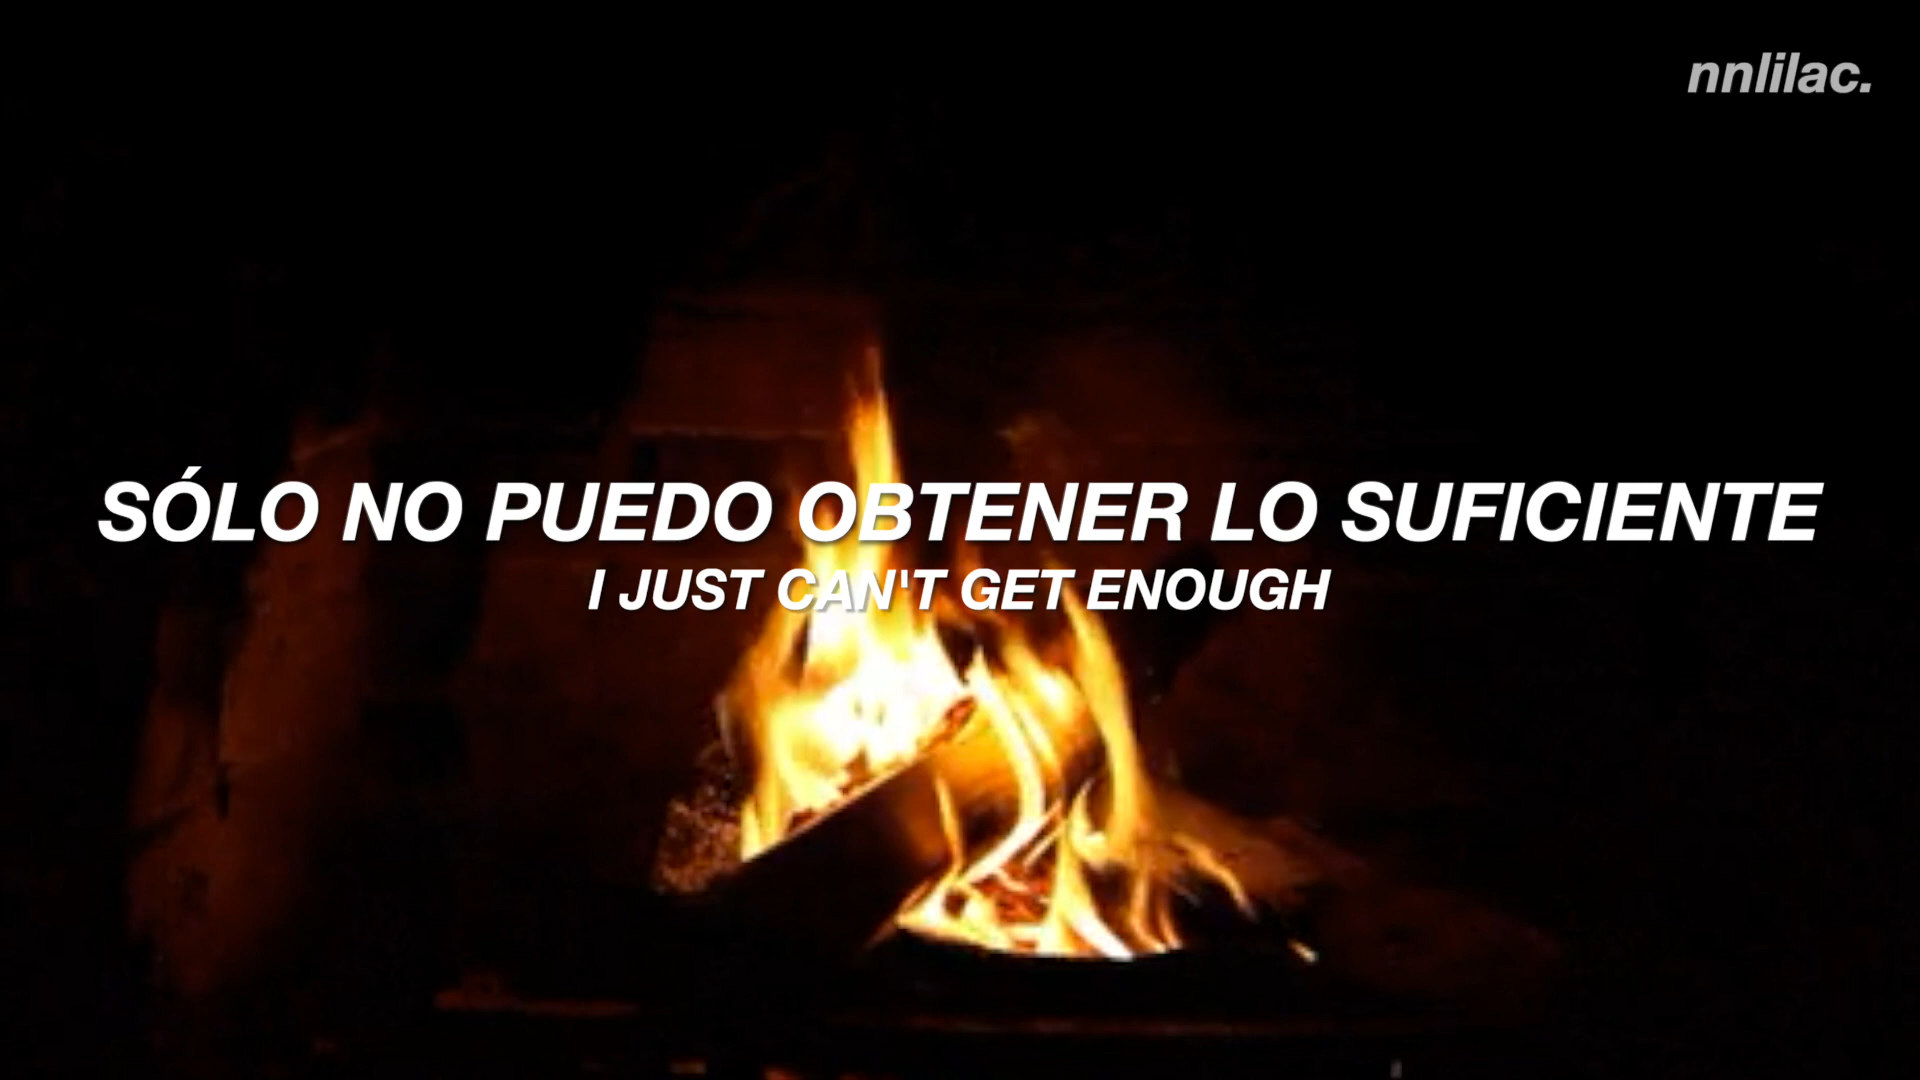 nnlilac.
SÓLO NO PUEDO OBTENER LO SUFICIENTE
I JUST CAN'T GET ENOUGH